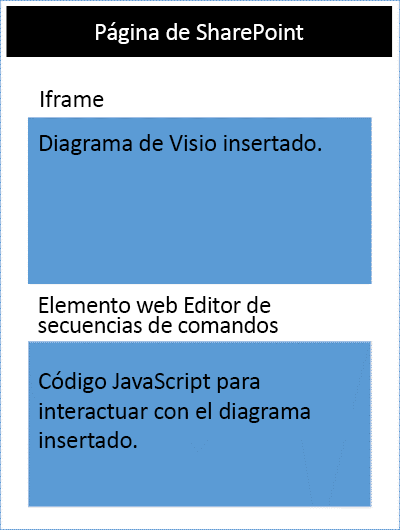 Página de SharePoint
Iframe
Diagrama de Visio insertado.
Elemento web Editor de
secuencias de comandos
Código JavaScript para
interactuar con el diagrama
insertado.